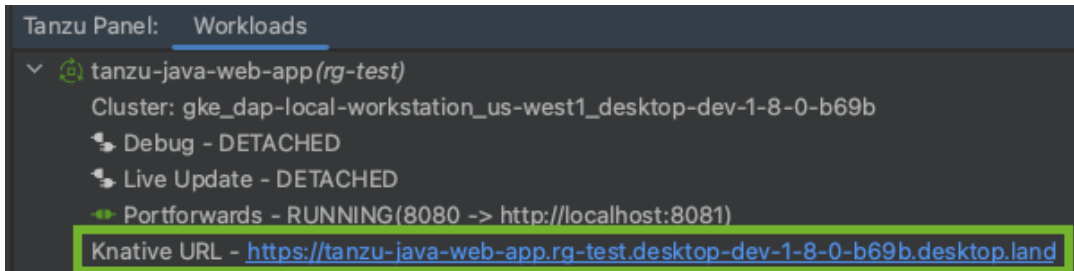 Tanzu Panel: Workloads
tanzu-java-web-app (rg-test)
Cluster: gke_dap-local-workstation_us-west1_desktop-dev-1-8-0-b69b
Debug - DETACHED
Live Update - DETACHED
Portforwards - RUNNING(8080 -> http://localhost:8081)
Knative URL - https://tanzu-java-web-app.rg-test.desktop-dev-1-8-0-b69b.desktop.land